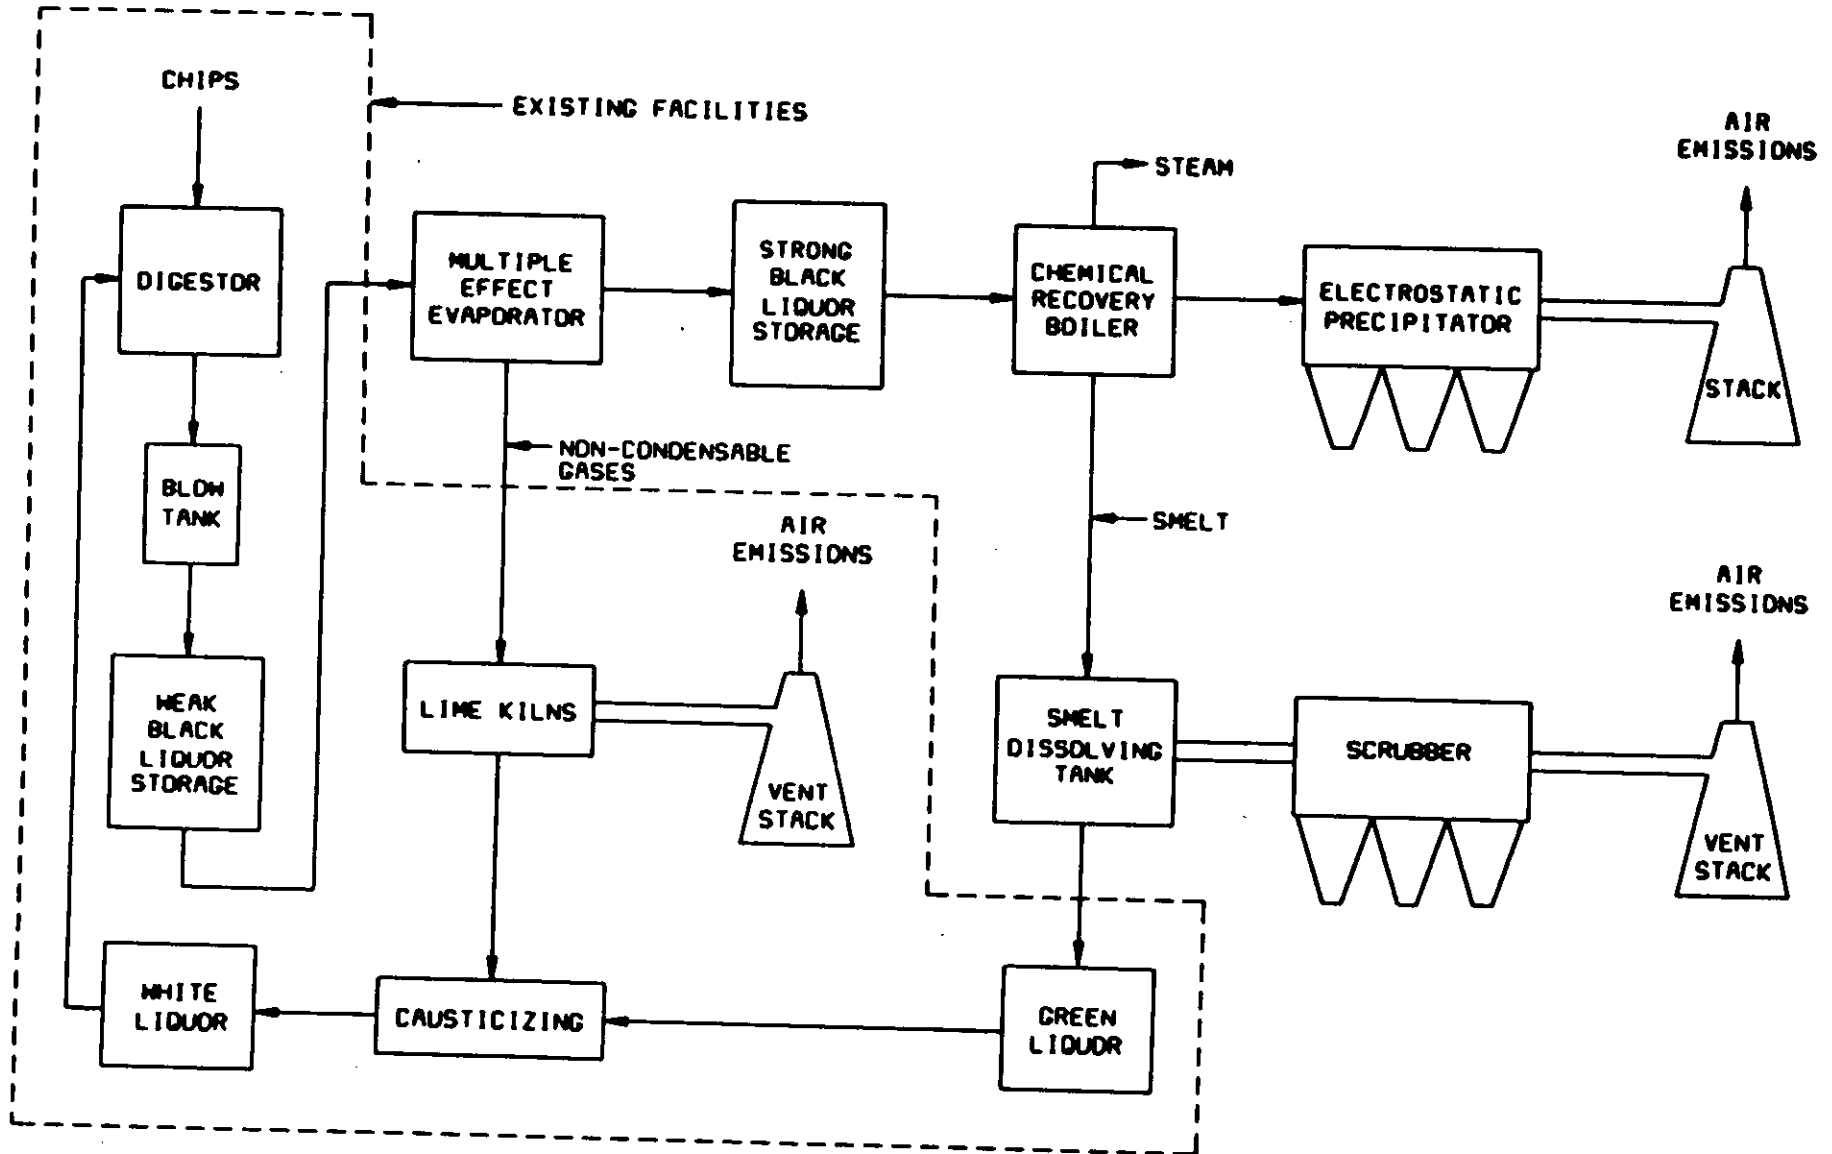 CHIPS
EXISTING FACILITIES
AIR
EMISSIONS
STEAM
DIGESTOR
MULTIPLE
EFFECT
EVAPORATOR
STRONG
BLACK
LIQUOR
STORAGE
CHEMICAL
RECOVERY
BOILER
ELECTROSTATIC
PRECIPITATOR
STACK
NON-CONDENSABLE
GASES
BLOW
TANK
AIR
EMISSIONS
SMELT
AIR
EMISSIONS
WEAK
BLACK
LIQUOR
STORAGE
LIME KILNS
VENT
STACK
SMELT
DISSOLVING
TANK
SCRUBBER
VENT
STACK
WHITE
LIQUOR
CAUSTICIZING
GREEN
LIQUOR